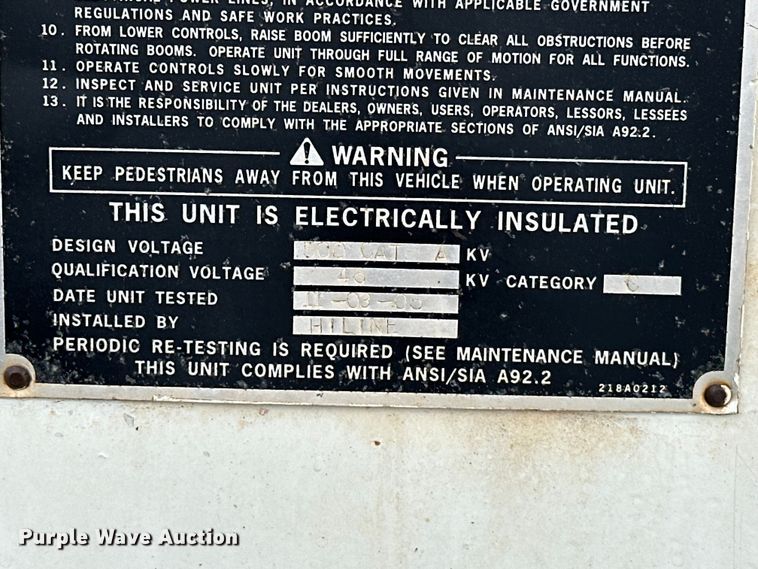 REGULATIONS AND SAFE WORK PRACTICES.
10. FROM LOWER CONTROLS, RAISE BOOM SUFFICIENTLY TO CLEAR ALL OBSTRUCTIONS BEFORE
ROTATING BOOMS. OPERATE UNIT THROUGH FULL RANGE OF MOTION FOR ALL FUNCTIONS.
11. OPERATE CONTROLS SLOWLY FOR SMOOTH MOVEMENTS.
12. INSPECT AND SERVICE UNIT PER INSTRUCTIONS GIVEN IN MAINTENANCE MANUAL.
13. IT IS THE RESPONSIBILITY OF THE DEALERS, OWNERS, USERS, OPERATORS, LESSORS, LESSEES
AND INSTALLERS TO COMPLY WITH THE APPROPRIATE SECTIONS OF ANSI/SIA A92.2.
WARNING
KEEP PEDESTRIANS AWAY FROM THIS VEHICLE WHEN OPERATING UNIT.
THIS UNIT IS ELECTRICALLY INSULATED
DESIGN VOLTAGE CAT A KV
QUALIFICATION VOLTAGE 46 KV CATEGORY C
DATE UNIT TESTED 11-03-05
INSTALLED BY HILINE
PERIODIC RE-TESTING IS REQUIRED (SEE MAINTENANCE MANUAL)
THIS UNIT COMPLIES WITH ANSI/SIA A92.2
218A0212
Purple Wave Auction